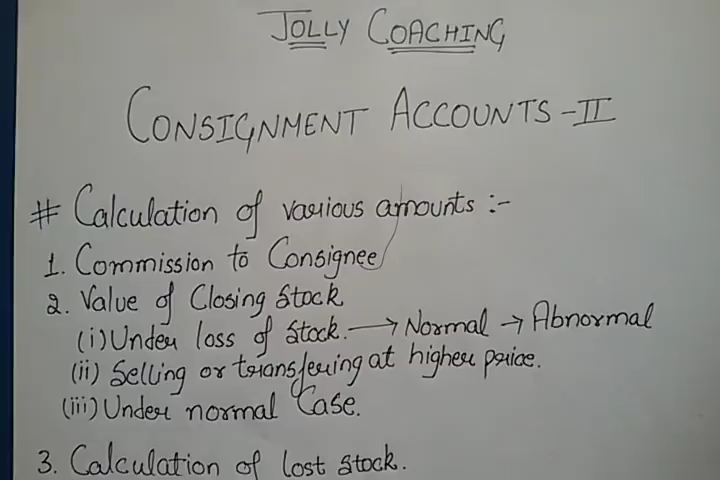 JOLLY COACHING
CONSIGNMENT ACCOUNTS-II
# Calculation of various amounts :-
1. Commission to Consignee
2. Value of Closing Stock
(i) Under loss of Stock. → Normal → Abnormal
(ii) Selling or transfering at higher price.
(iii) Under normal Case.
3. Calculation of lost stock.